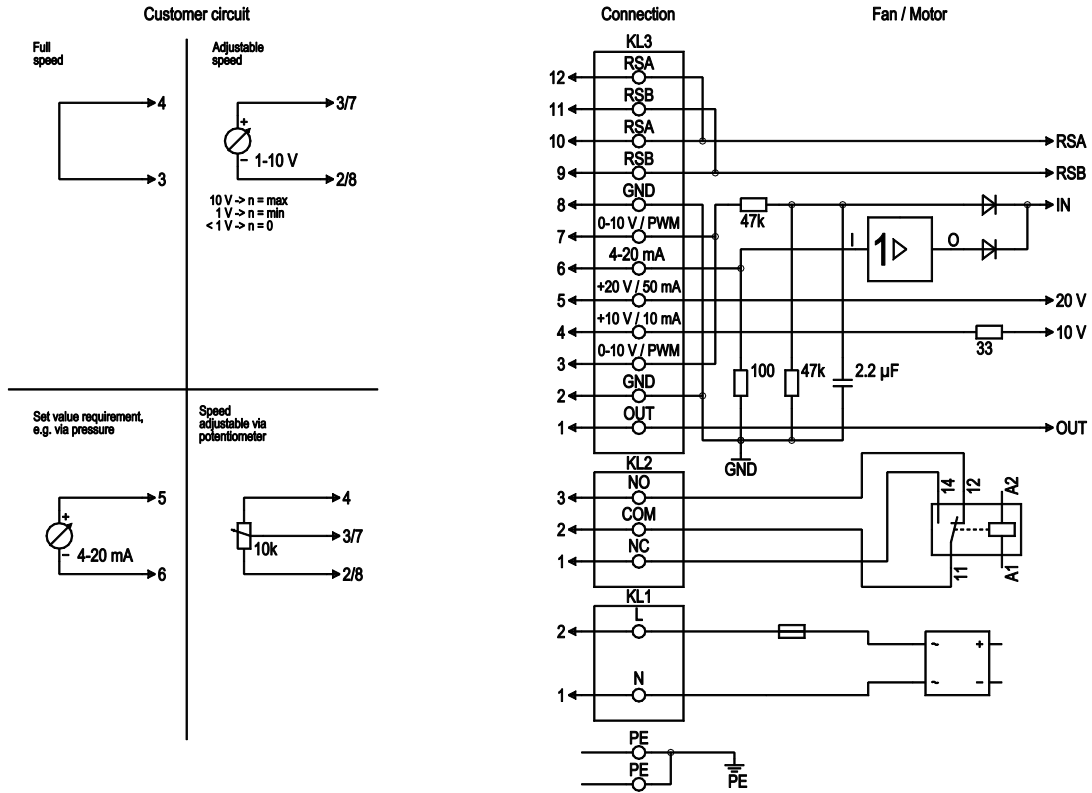 Customer circuit
Connection
Fan / Motor
Full
speed
4
3
Adjustable
speed
3/7
+
1-10 V
−
2/8
10 V -> n = max
1 V -> n = min
< 1 V -> n = 0
Set value requirement,
e.g. via pressure
5
+
4-20 mA
−
6
Speed
adjustable via
potentiometer
4
3/7
10k
2/8
KL3
12 RSA
11 RSB
10 RSA RSA
9 RSB RSB
8 GND IN
47k
7 0-10 V / PWM
I 1 O
6 4-20 mA
5 +20 V / 50 mA 20 V
4 +10 V / 10 mA 10 V
33
3 0-10 V / PWM
100 47k 2.2 µF
2 GND
1 OUT OUT
GND
KL2
3 NO
2 COM
1 NC
14 12 A2
11 A1
KL1
2 L
~ +
1 N
~ −
PE
PE
PE